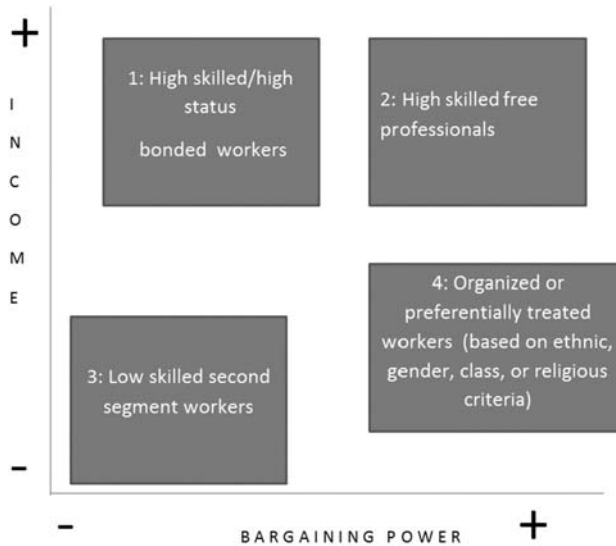 +
I
N
C
O
M
E
–
1: High skilled/high
status
bonded workers
2: High skilled free
professionals
3: Low skilled second
segment workers
4: Organized or
preferentially treated
workers (based on ethnic,
gender, class, or religious
criteria)
– BARGAINING POWER +